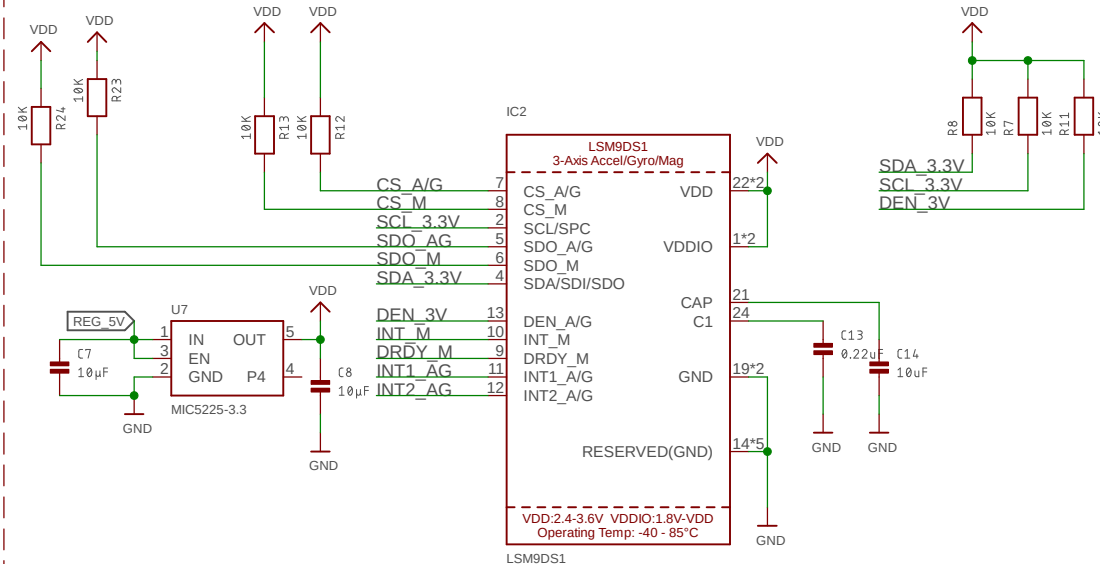 VDD
VDD
VDD
VDD
VDD
10K
R24
10K
R23
10K
R13
10K
R12
R8
10K
R7
10K
R11
SDA_3.3V
SCL_3.3V
DEN_3V
IC2
LSM9DS1
3-Axis Accel/Gyro/Mag
VDD
CS_A/G 7 CS_A/G
CS_M 8 CS_M
SCL_3.3V 2 SCL/SPC
SDO_AG 5 SDO_A/G
SDO_M 6 SDO_M
SDA_3.3V 4 SDA/SDI/SDO
DEN_3V 13 DEN_A/G
INT_M 10 INT_M
DRDY_M 9 DRDY_M
INT1_AG 11 INT1_A/G
INT2_AG 12 INT2_A/G
VDD 22*2
VDDIO 1*2
CAP 21
C1 24
GND 19*2
RESERVED(GND) 14*5
C13
0.22uF
C14
10uF
GND
GND
GND
VDD:2.4-3.6V VDDIO:1.8V-VDD
Operating Temp: -40 - 85°C
LSM9DS1
U7
VDD
REG_5V
1 IN OUT 5
3 EN
2 GND P4 4
MIC5225-3.3
C7
10µF
C8
10µF
GND
GND